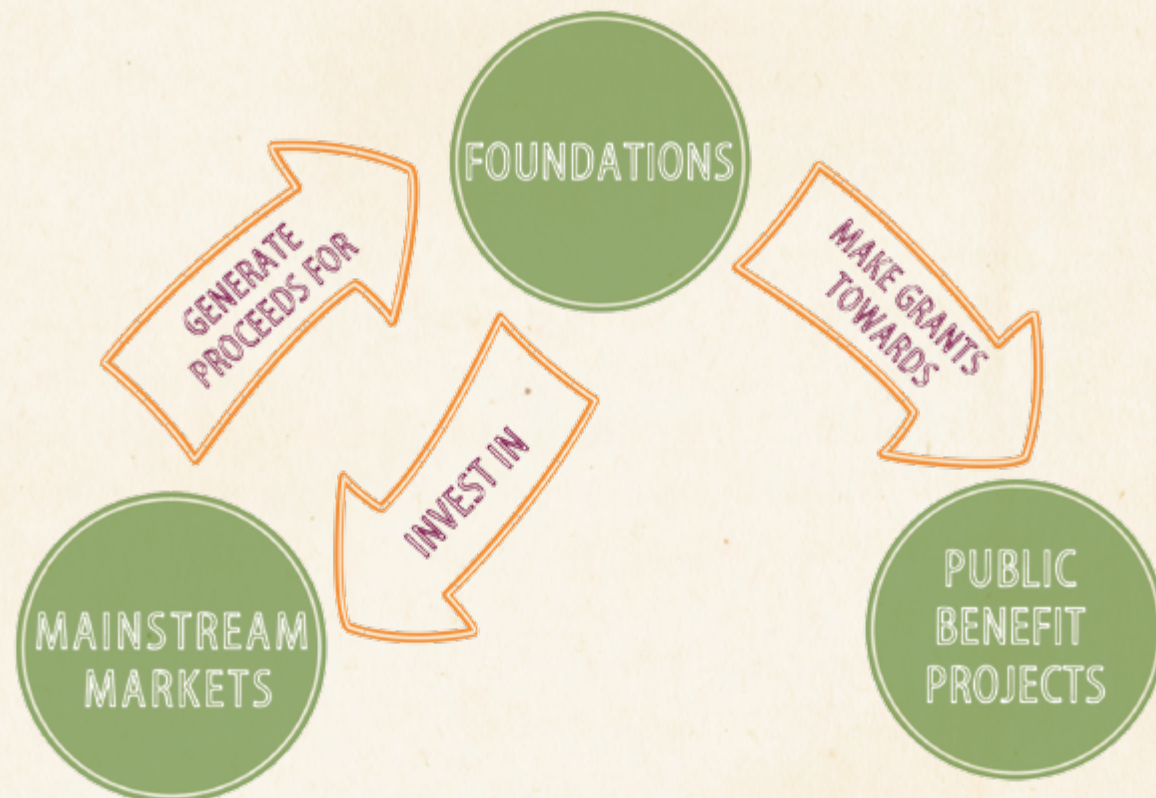 FOUNDATIONS
GENERATE
PROCEEDS FOR
MAKE GRANTS
TOWARDS
INVEST IN
MAINSTREAM
MARKETS
PUBLIC
BENEFIT
PROJECTS